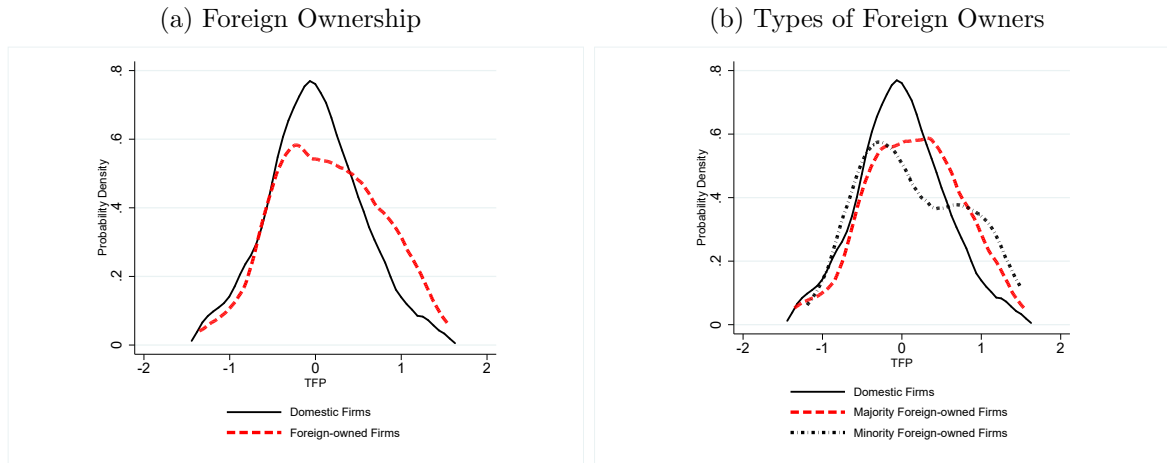 (a) Foreign Ownership
Probability Density
.8
.6
.4
.2
0
-2 -1 0 1 2
TFP
Domestic Firms
Foreign-owned Firms
(b) Types of Foreign Owners
Probability Density
.8
.6
.4
.2
0
-2 -1 0 1 2
TFP
Domestic Firms
Majority Foreign-owned Firms
Minority Foreign-owned Firms